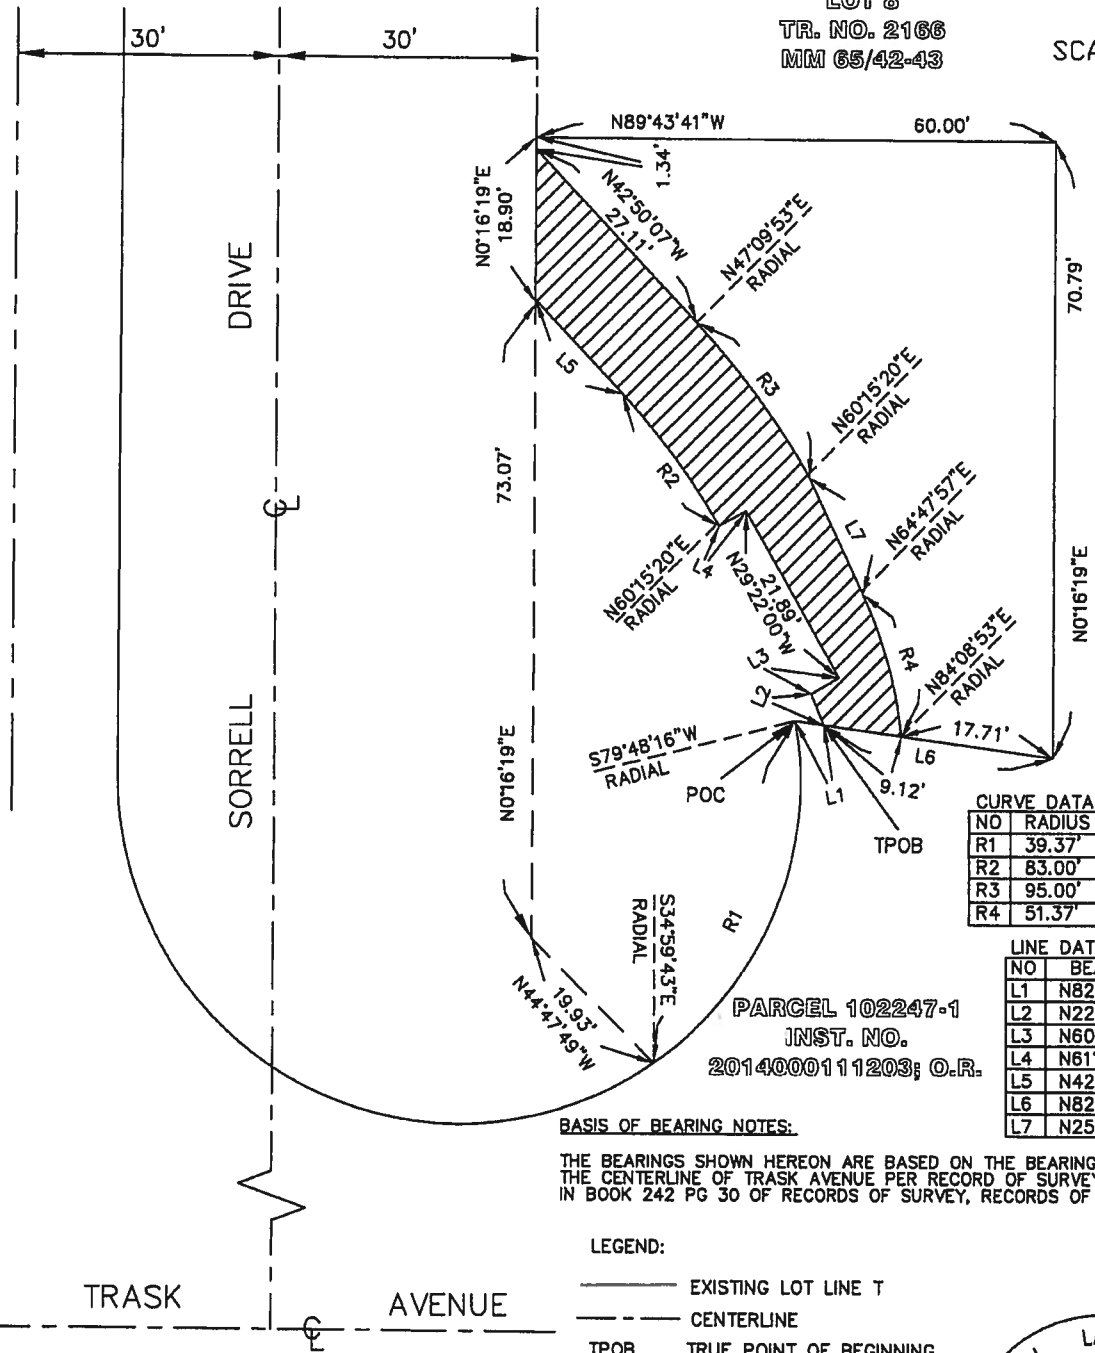 LOT 8
TR. NO. 2166
MM 65/42-43
SCA
30'
30'
N89°43'41"W
60.00'
1.34'
N0°16'19"E
18.90'
N42°50'07"W
27.11'
N47°09'53"E
RADIAL
DRIVE
70.79'
L5
R3
N60°15'20"E
RADIAL
73.07'
R2
L7
N64°47'57"E
RADIAL
CL
L4
N60°15'20"E
RADIAL
21.89'
N29°22'00"W
N0°16'19"E
L3
R4
N84°08'53"E
RADIAL
L2
SORRELL
N0°16'19"E
S79°48'16"W
RADIAL
17.71'
L6
POC
L1
9.12'
TPOB
CURVE DATA
NO RADIUS
R1 39.37'
R2 83.00'
R3 95.00'
R4 51.37'
S34°59'43"E
RADIAL
R1
19.93'
N44°47'49"W
LINE DAT
NO BE
L1 N82
L2 N22
L3 N60
L4 N61°
L5 N42
L6 N82
L7 N25
PARCEL 102247-1
INST. NO.
2014000111203; O.R.
BASIS OF BEARING NOTES:
THE BEARINGS SHOWN HEREON ARE BASED ON THE BEARING
THE CENTERLINE OF TRASK AVENUE PER RECORD OF SURVEY
IN BOOK 242 PG 30 OF RECORDS OF SURVEY, RECORDS OF
LEGEND:
EXISTING LOT LINE T
CENTERLINE
TPOB TRUE POINT OF BEGINNING
TRASK AVENUE
CL
LA